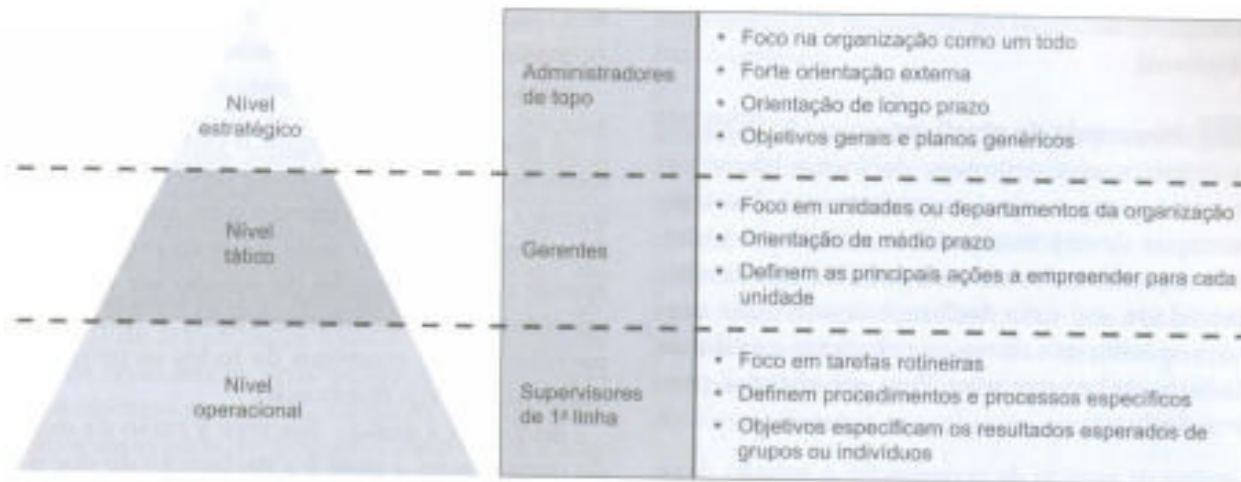 Nível
estratégico
Administradores
de topo
• Foco na organização como um todo
• Forte orientação externa
• Orientação de longo prazo
• Objetivos gerais e planos genéricos
Nível
tático
Gerentes
• Foco em unidades ou departamentos da organização
• Orientação de médio prazo
• Definem as principais ações a empreender para cada
unidade
Nível
operacional
Supervisores
de 1ª linha
• Foco em tarefas rotineiras
• Definem procedimentos e processos específicos
• Objetivos especificam os resultados esperados de
grupos ou indivíduos